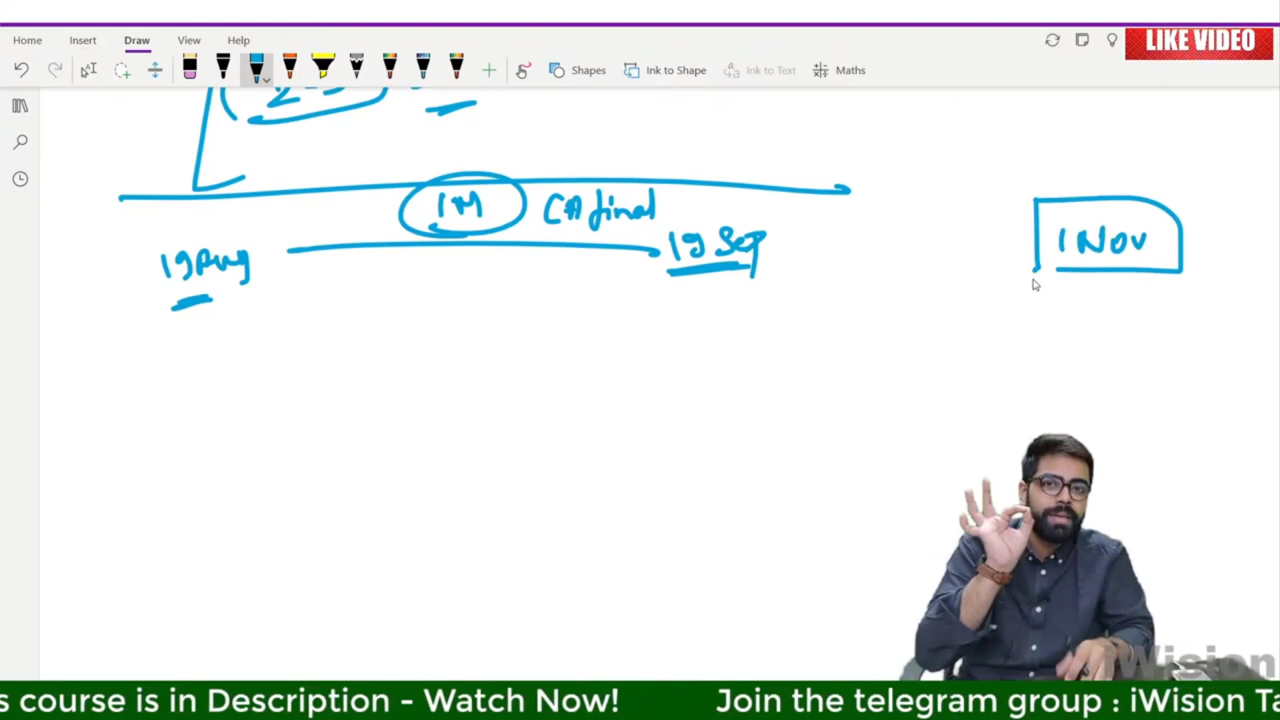 Home Insert Draw View Help
LIKE VIDEO
Shapes Ink to Shape Ink to Text Maths
1M CA final
19 Aug 19 Sep
1 Nov
iWision
s course is in Description - Watch Now! Join the telegram group : iWision Ta